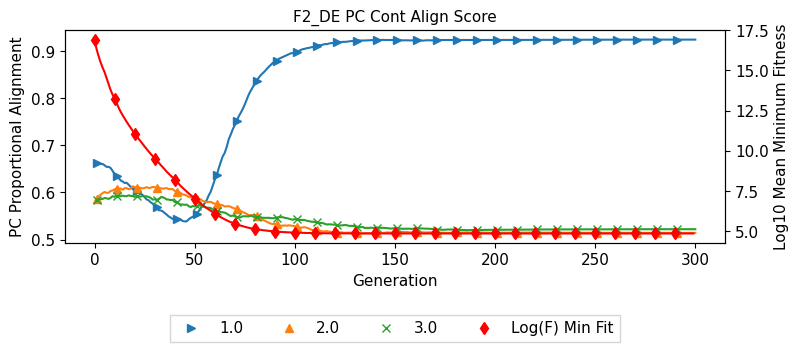 F2_DE PC Cont Align Score
PC Proportional Alignment
0.9
0.8
0.7
0.6
0.5
17.5
15.0
12.5
10.0
7.5
5.0
Log10 Mean Minimum Fitness
0 50 100 150 200 250 300
Generation
1.0 2.0 3.0 Log(F) Min Fit